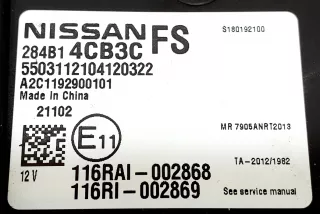 NISSAN FS S180192100
284B1 4CB3C
5503112104120322
A2C1192900101
Made in China
21102
E11 MR 7905ANRT2013
TA-2012/1982
12 V 116RAI-002868
116RI-002869 See service manual